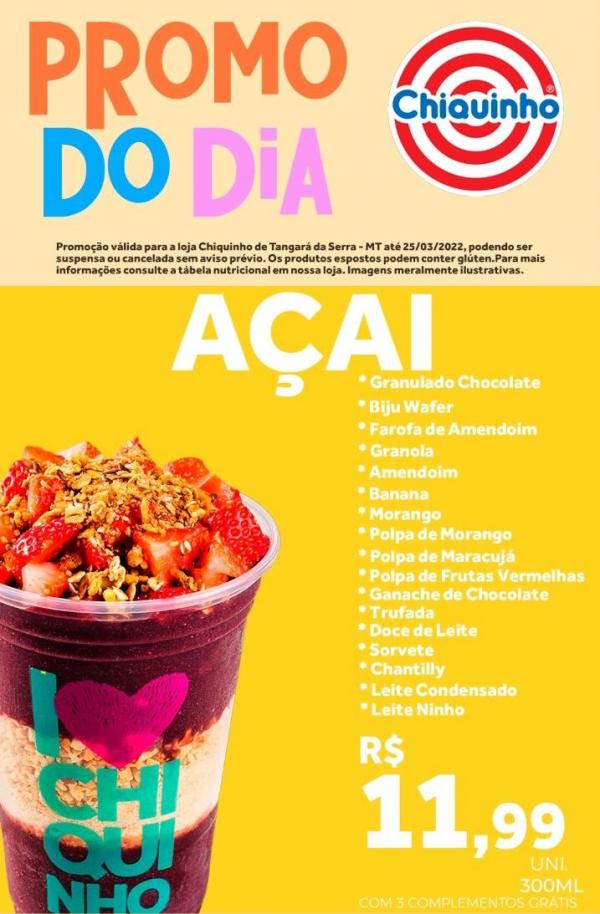 PROMO
DO DiA
Chiquinho®
Promoção válida para a loja Chiquinho de Tangará da Serra - MT até 25/03/2022, podendo ser
suspensa ou cancelada sem aviso prévio. Os produtos espostos podem conter glúten.Para mais
informações consulte a tábela nutricional em nossa loja. Imagens meralmente ilustrativas.
AÇAI
* Granulado Chocolate
* Biju Wafer
* Farofa de Amendoim
* Granola
* Amendoim
* Banana
* Morango
* Polpa de Morango
* Polpa de Maracujá
* Polpa de Frutas Vermelhas
* Ganache de Chocolate
* Trufada
* Doce de Leite
* Sorvete
* Chantilly
* Leite Condensado
* Leite Ninho
I
CHI
QUI
NHO
R$
11,99
UNI.
300ML
COM 3 COMPLEMENTOS GRÁTIS